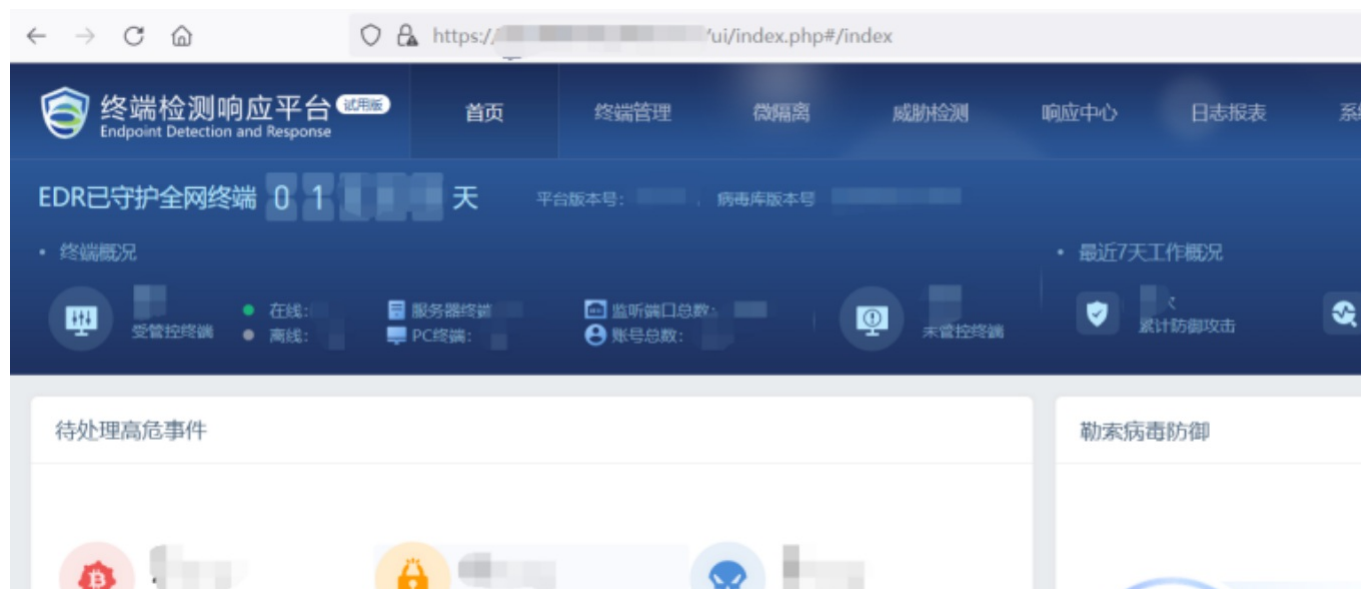 https://
/ui/index.php#/index
终端检测响应平台 试用版
Endpoint Detection and Response
首页 终端管理 微隔离 威胁检测 响应中心 日志报表
EDR已守护全网终端 0 1 天 平台版本号: 病毒库版本号
• 终端概况
• 最近7天工作概况
受管控终端
在线:
离线:
服务器终端
PC终端:
监听端口总数:
账号总数:
未管控终端
累计防御攻击
待处理高危事件
勒索病毒防御